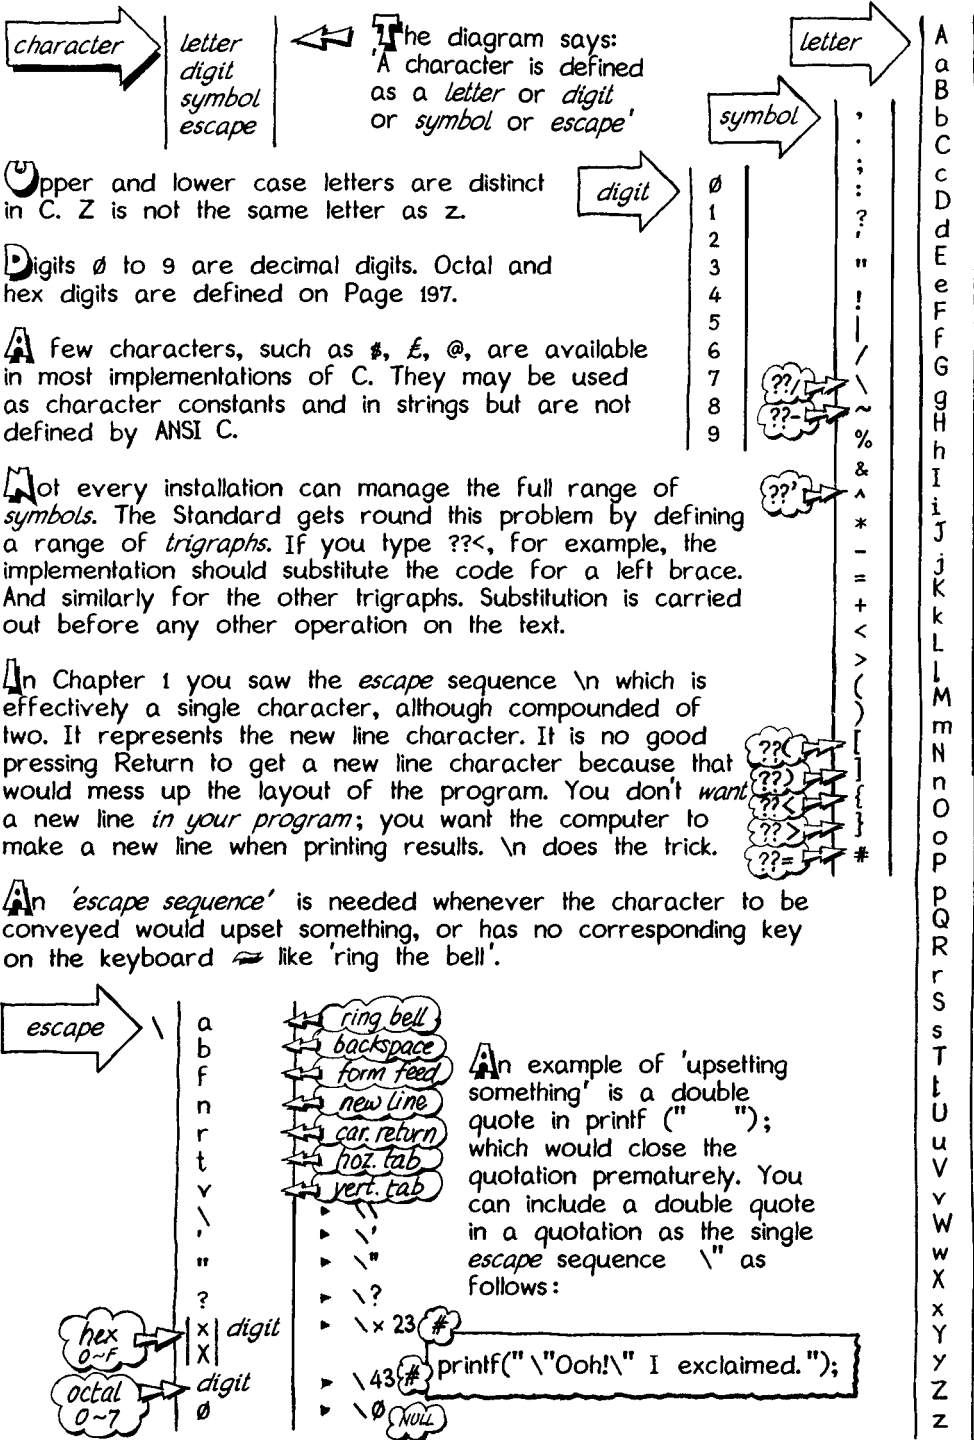 character
letter
digit
symbol
escape
The diagram says:
'A character is defined
as a letter or digit
or symbol or escape'
letter
symbol
digit
Upper and lower case letters are distinct
in C. Z is not the same letter as z.
Digits ø to 9 are decimal digits. Octal and
hex digits are defined on Page 197.
A few characters, such as $, £, @, are available
in most implementations of C. They may be used
as character constants and in strings but are not
defined by ANSI C.
Not every installation can manage the full range of
symbols. The Standard gets round this problem by defining
a range of trigraphs. If you type ??<, for example, the
implementation should substitute the code for a left brace.
And similarly for the other trigraphs. Substitution is carried
out before any other operation on the text.
In Chapter 1 you saw the escape sequence \n which is
effectively a single character, although compounded of
two. It represents the new line character. It is no good
pressing Return to get a new line character because that
would mess up the layout of the program. You don't want
a new line in your program; you want the computer to
make a new line when printing results. \n does the trick.
An 'escape sequence' is needed whenever the character to be
conveyed would upset something, or has no corresponding key
on the keyboard like 'ring the bell'.
ø
1
2
3
4
5
6
7
8
9
,
.
;
:
?
'
"
!
|
/
??/ \
??- ~
%
&
??' ^
*
-
=
+
<
>
(
)
??( [
??) ]
??< {
??> }
??= #
A
a
B
b
C
c
D
d
E
e
F
f
G
g
H
h
I
i
J
j
K
k
L
l
M
m
N
n
O
o
P
p
Q
R
r
S
s
T
t
U
u
V
v
W
w
X
x
Y
y
Z
z
escape \
a ring bell
b backspace
f form feed
n new line
r car. return
t hoz. tab
v vert. tab
\ \\
' \'
" \"
? \?
hex 0~F x digit \x 23 #
X
octal 0~7 digit \43 #
ø \ø NULL
An example of 'upsetting
something' is a double
quote in printf (" ");
which would close the
quotation prematurely. You
can include a double quote
in a quotation as the single
escape sequence \" as
follows:
printf(" \"Ooh!\" I exclaimed.");